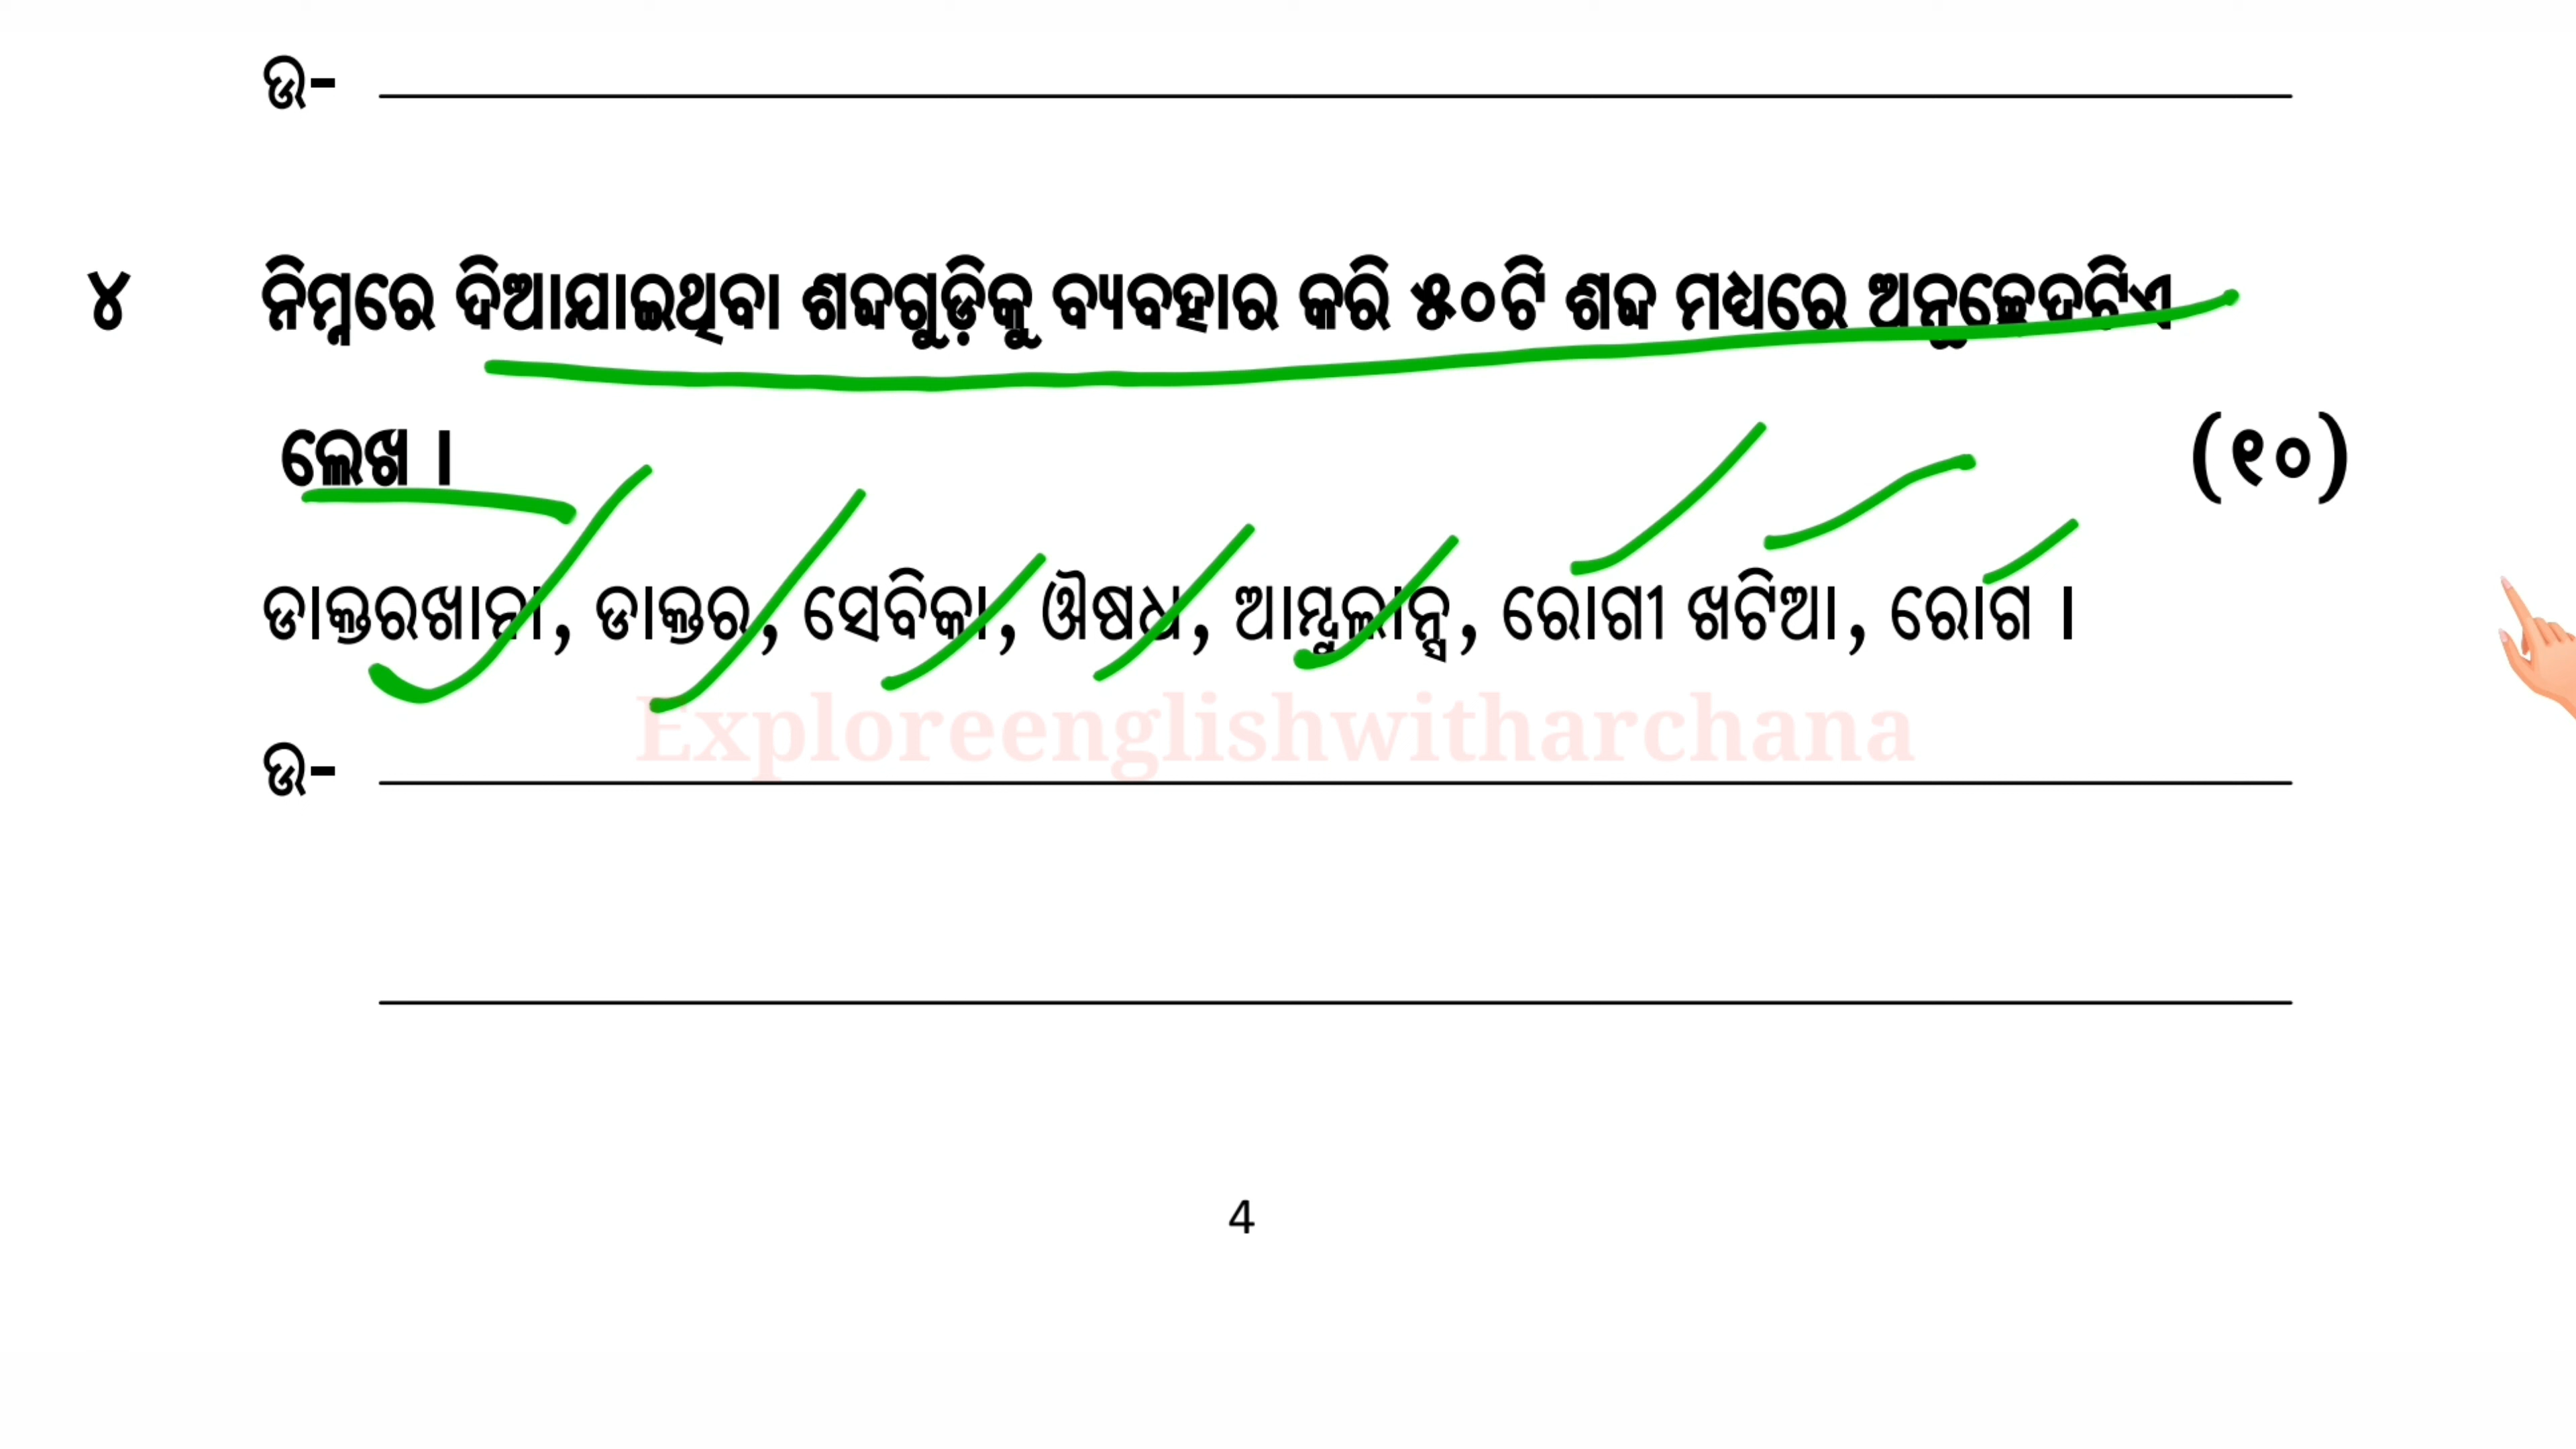 ଉ-
୪ ନିମ୍ନରେ ଦିଆଯାଇଥିବା ଶବ୍ଦଗୁଡ଼ିକୁ ବ୍ୟବହାର କରି ୫୦ଟି ଶବ୍ଦ ମଧ୍ୟରେ ଅନୁଚ୍ଛେଦଟିଏ
ଲେଖ । (୧୦)
ଡାକ୍ତରଖାନା, ଡାକ୍ତର, ସେବିକା, ଔଷଧ, ଆମ୍ବୁଲାନ୍ସ, ରୋଗୀ ଖଟିଆ, ରୋଗ ।
Exploreenglishwitharchana
ଉ-
4